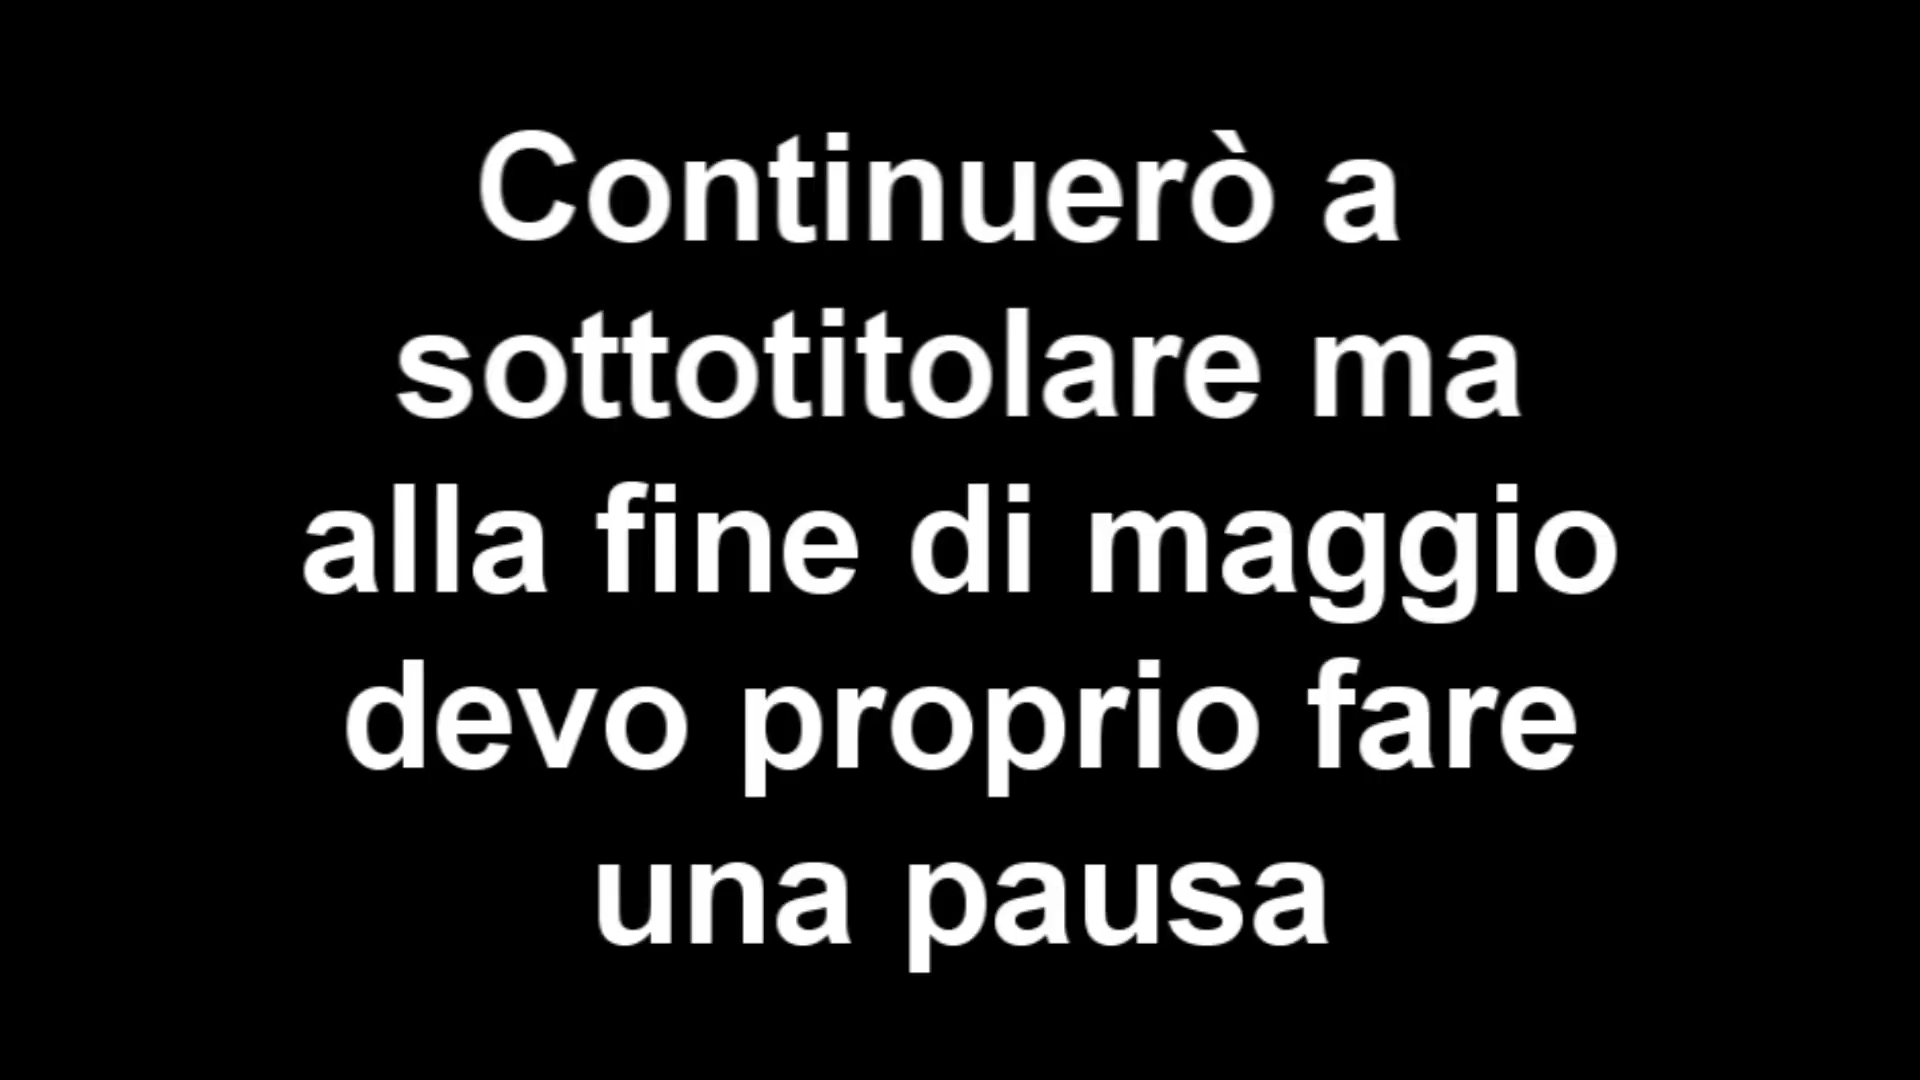 Continuerò a
sottotitolare ma
alla fine di maggio
devo proprio fare
una pausa